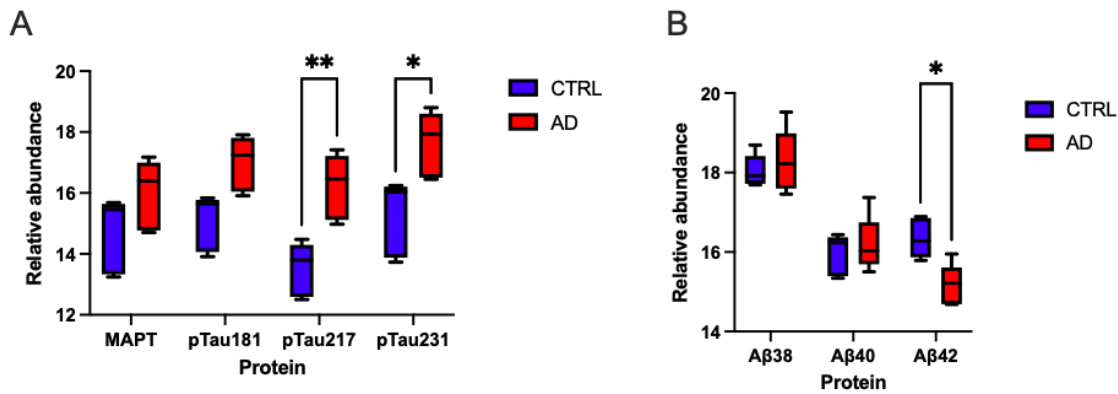 A
Relative abundance
20
18
16
14
12
** *
MAPT pTau181 pTau217 pTau231
Protein
CTRL
AD
B
Relative abundance
20
18
16
14
*
Aβ38 Aβ40 Aβ42
Protein
CTRL
AD